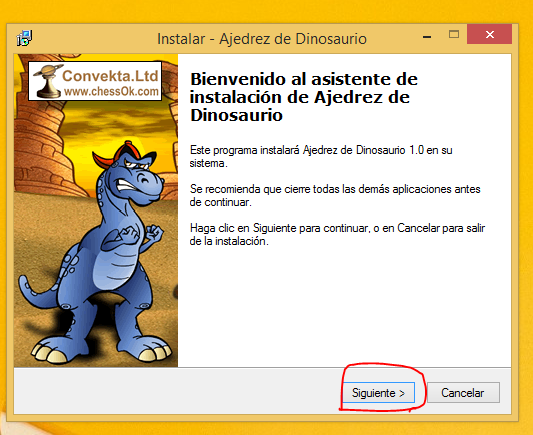 Instalar - Ajedrez de Dinosaurio
Convekta.Ltd
www.chessOk.com
Bienvenido al asistente de
instalación de Ajedrez de
Dinosaurio
Este programa instalará Ajedrez de Dinosaurio 1.0 en su
sistema.
Se recomienda que cierre todas las demás aplicaciones antes
de continuar.
Haga clic en Siguiente para continuar, o en Cancelar para salir
de la instalación.
Siguiente >
Cancelar